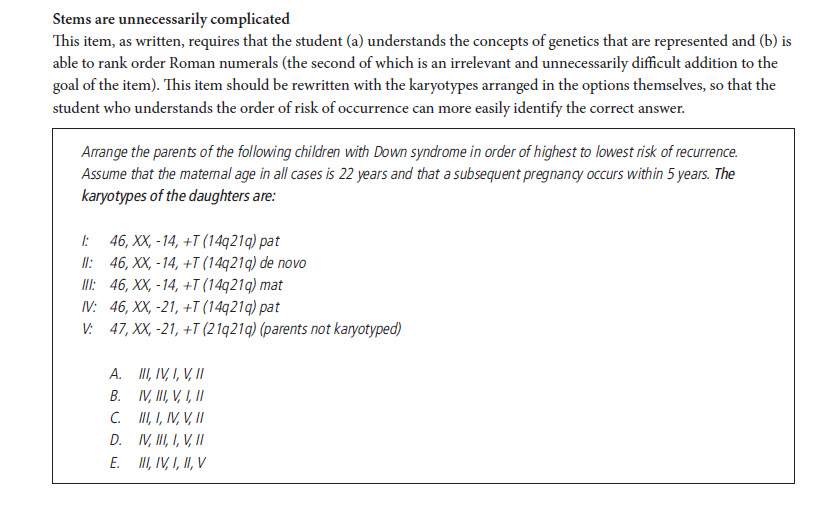 Stems are unnecessarily complicated
This item, as written, requires that the student (a) understands the concepts of genetics that are represented and (b) is
able to rank order Roman numerals (the second of which is an irrelevant and unnecessarily difficult addition to the
goal of the item). This item should be rewritten with the karyotypes arranged in the options themselves, so that the
student who understands the order of risk of occurrence can more easily identify the correct answer.
Arrange the parents of the following children with Down syndrome in order of highest to lowest risk of recurrence.
Assume that the maternal age in all cases is 22 years and that a subsequent pregnancy occurs within 5 years. The
karyotypes of the daughters are:
I: 46, XX, -14, +T (14q21q) pat
II: 46, XX, -14, +T (14q21q) de novo
III: 46, XX, -14, +T (14q21q) mat
IV: 46, XX, -21, +T (14q21q) pat
V: 47, XX, -21, +T (21q21q) (parents not karyotyped)
A. III, IV, I, V, II
B. IV, III, V, I, II
C. III, I, IV, V, II
D. IV, III, I, V, II
E. III, IV, I, II, V